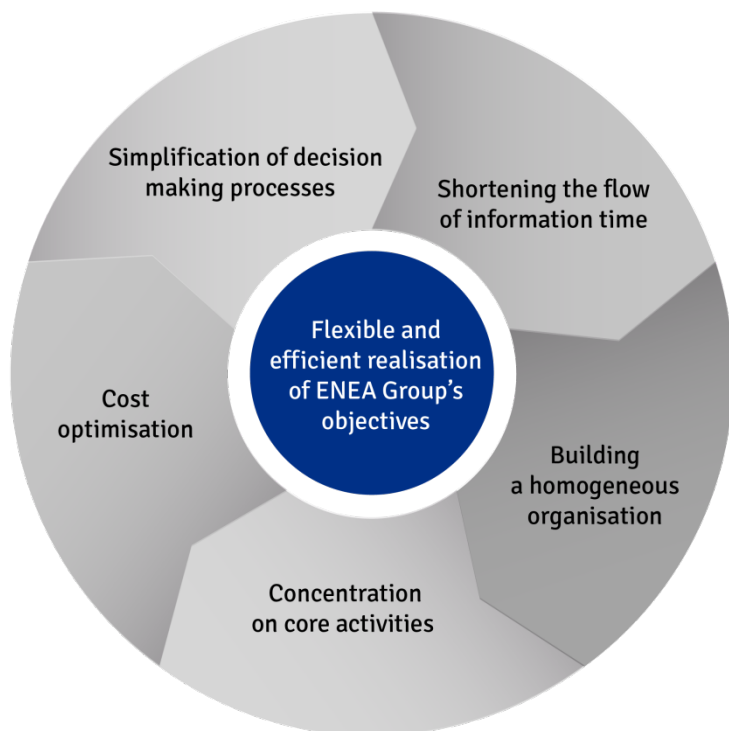 Simplification of decision
making processes
Shortening the flow
of information time
Flexible and
efficient realisation
of ENEA Group's
objectives
Cost
optimisation
Building
a homogeneous
organisation
Concentration
on core activities